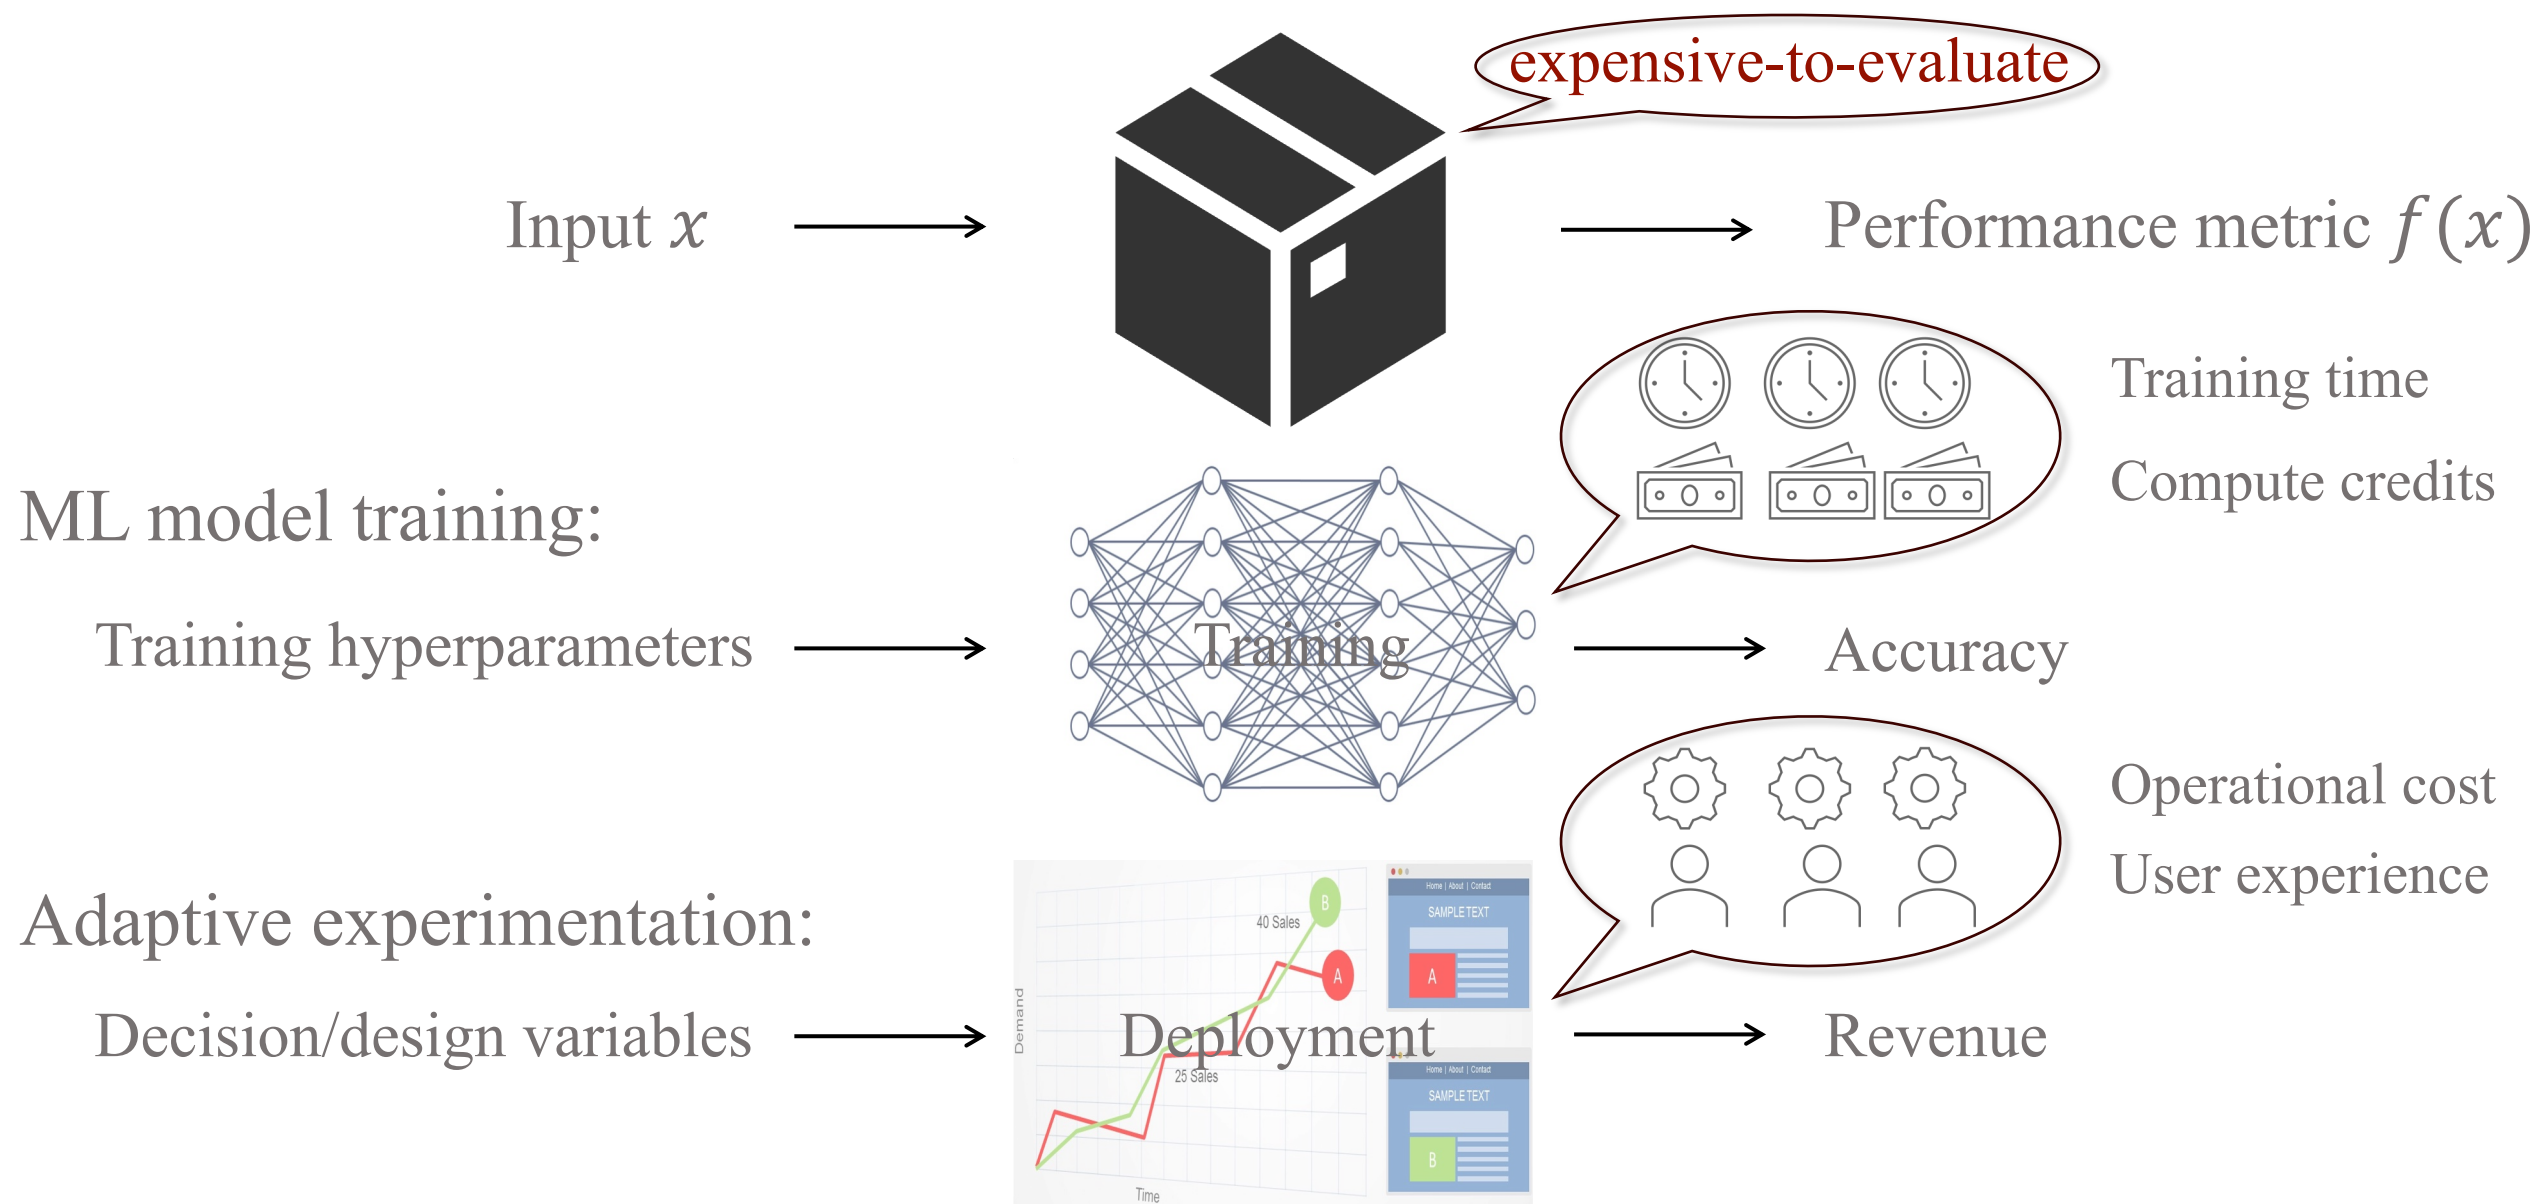 expensive-to-evaluate
Input x
Performance metric f(x)
Training time
Compute credits
ML model training:
Training hyperparameters
Training
Accuracy
Operational cost
User experience
Adaptive experimentation:
Decision/design variables
Deployment
Revenue
Demand
Time
40 Sales
25 Sales
B
A
Home | About | Contact
SAMPLE TEXT
A
Home | About | Contact
SAMPLE TEXT
B